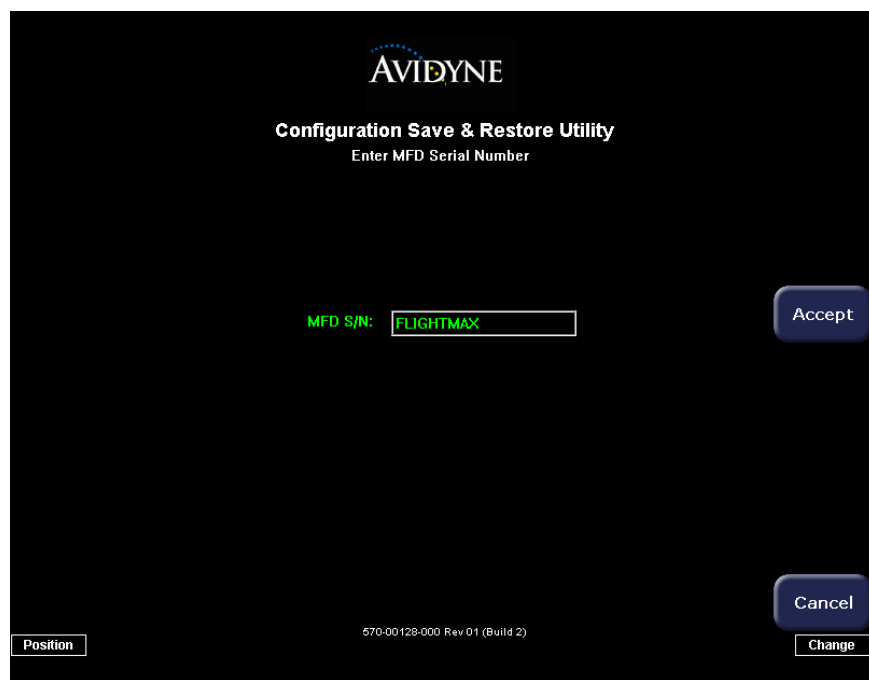 AVIDYNE
Configuration Save & Restore Utility
Enter MFD Serial Number
MFD S/N: FLIGHTMAX
Accept
Cancel
570-00128-000 Rev 01 (Build 2)
Position
Change